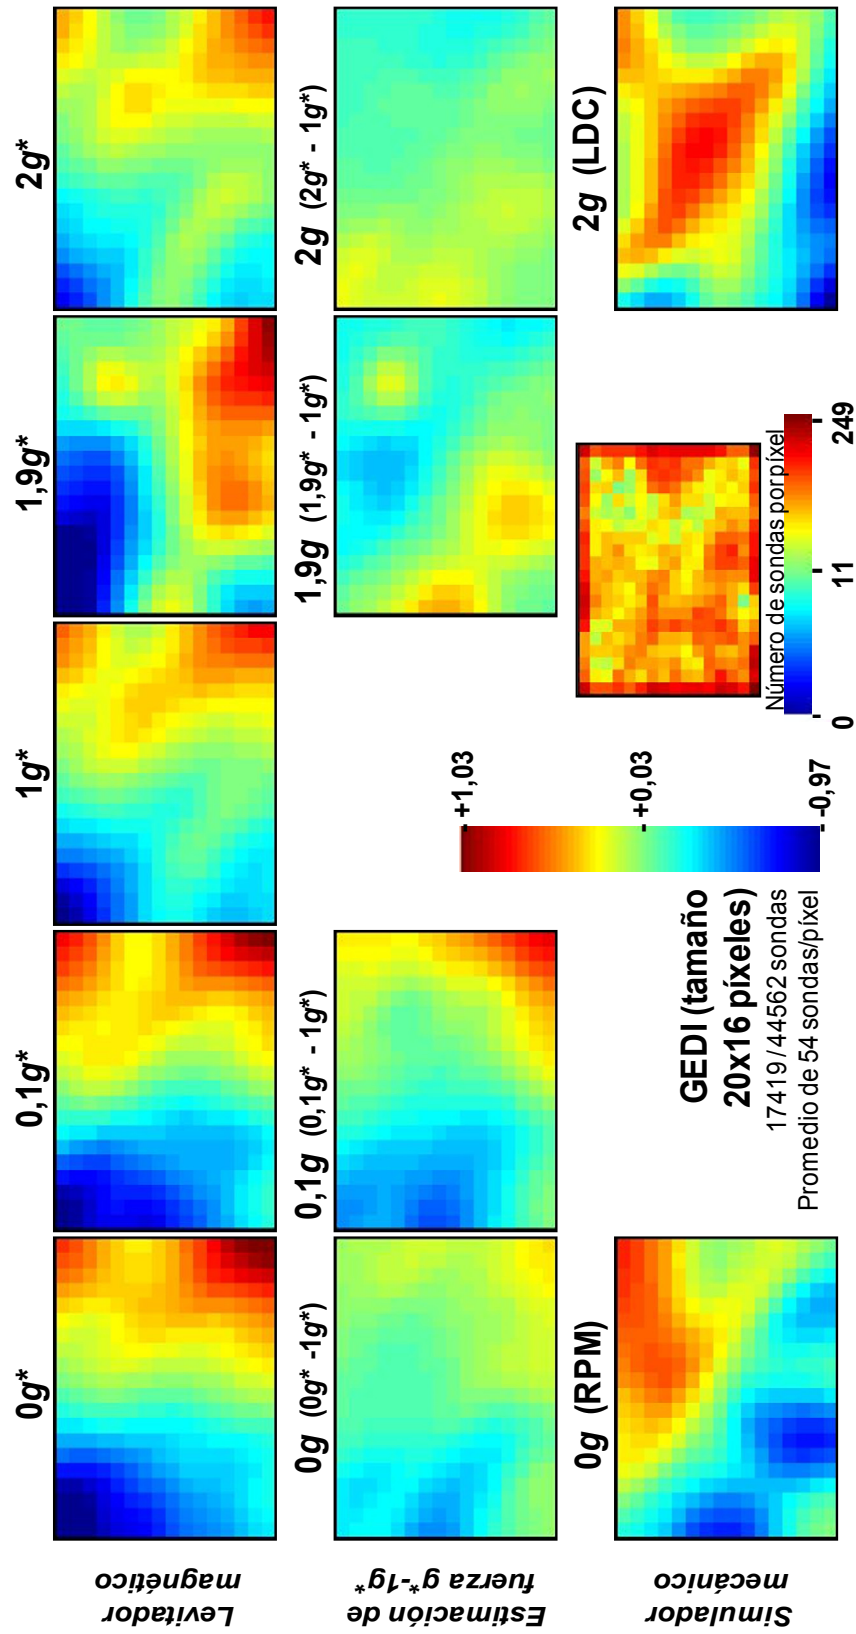 Levitador
magnético
0g*
0,1g*
1g*
1,9g*
2g*
Estimación de
fuerza g*-1g*
0g (0g* -1g*)
0,1g (0,1g* - 1g*)
1,9g (1,9g* - 1g*)
2g (2g* - 1g*)
Simulador
mecánico
0g (RPM)
GEDI (tamaño
20x16 píxeles)
17419/44562 sondas
Promedio de 54 sondas/píxel
+1,03
+0,03
-0,97
Número de sondas por píxel
0
11
249
2g (LDC)